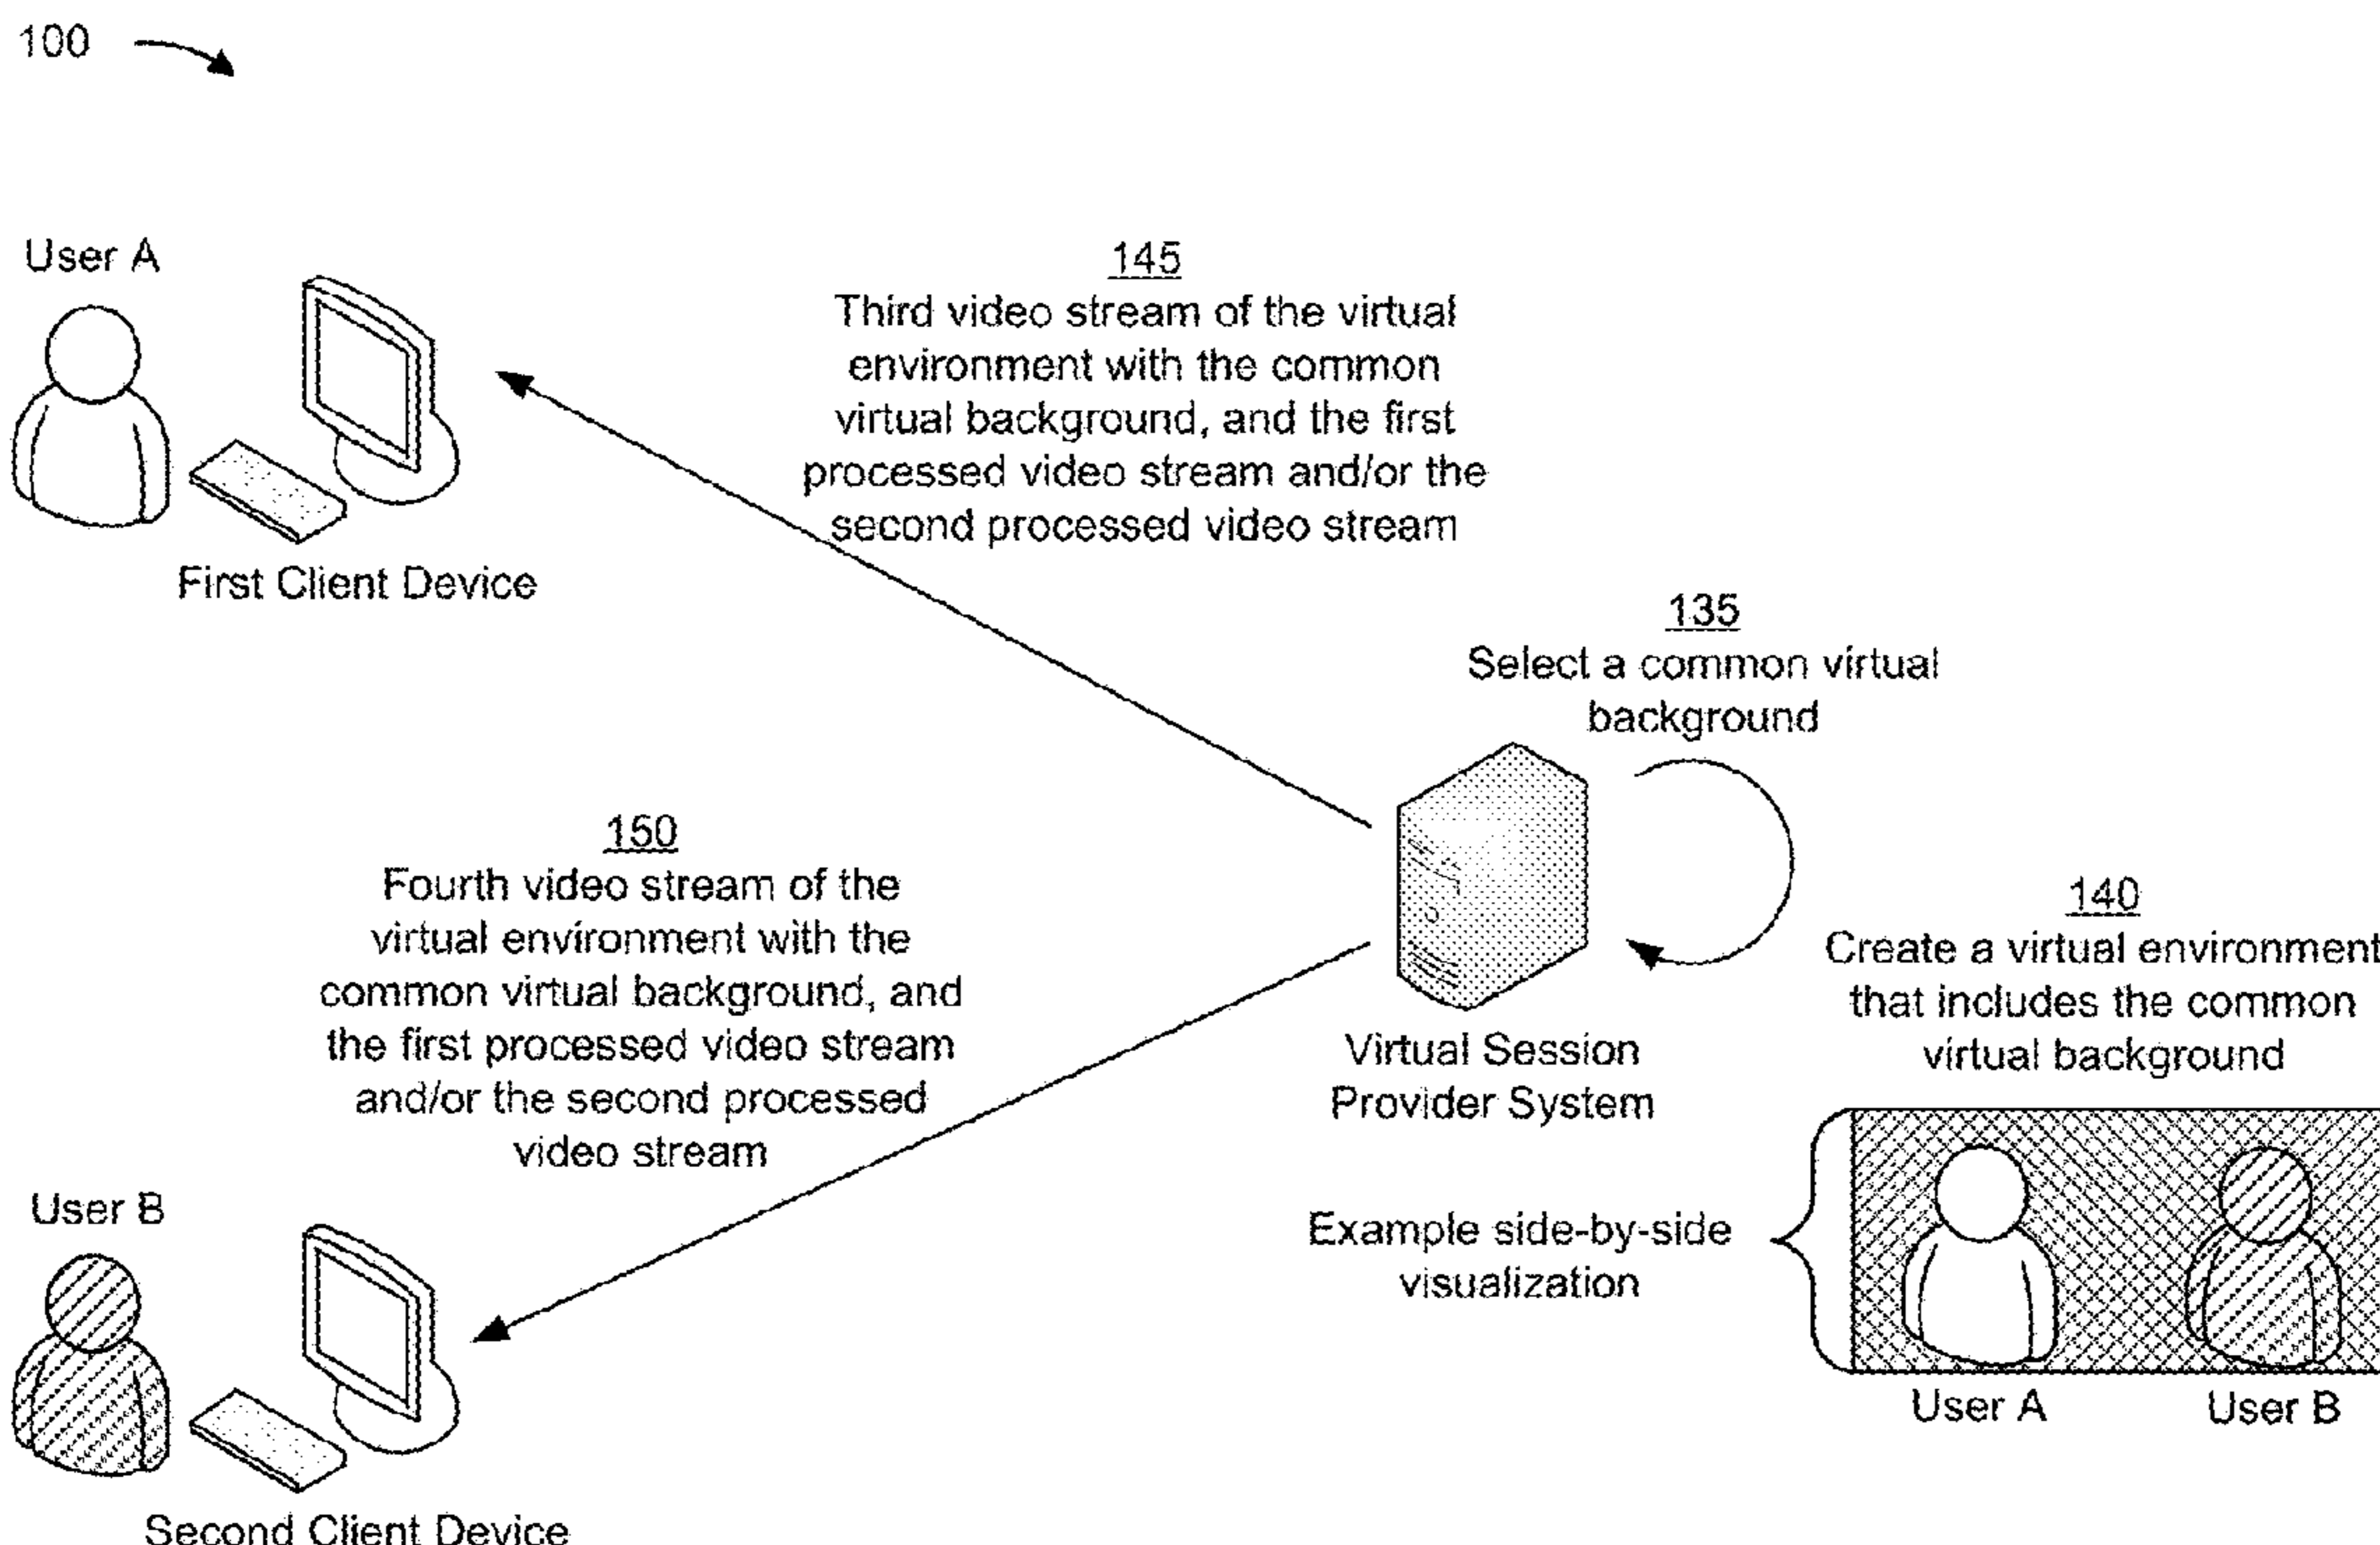 100
User A
First Client Device
145
Third video stream of the virtual
environment with the common
virtual background, and the first
processed video stream and/or the
second processed video stream
135
Select a common virtual
background
150
Fourth video stream of the
virtual environment with the
common virtual background, and
the first processed video stream
and/or the second processed
video stream
Virtual Session
Provider System
140
Create a virtual environment
that includes the common
virtual background
Example side-by-side
visualization
User A
User B
User B
Second Client Device